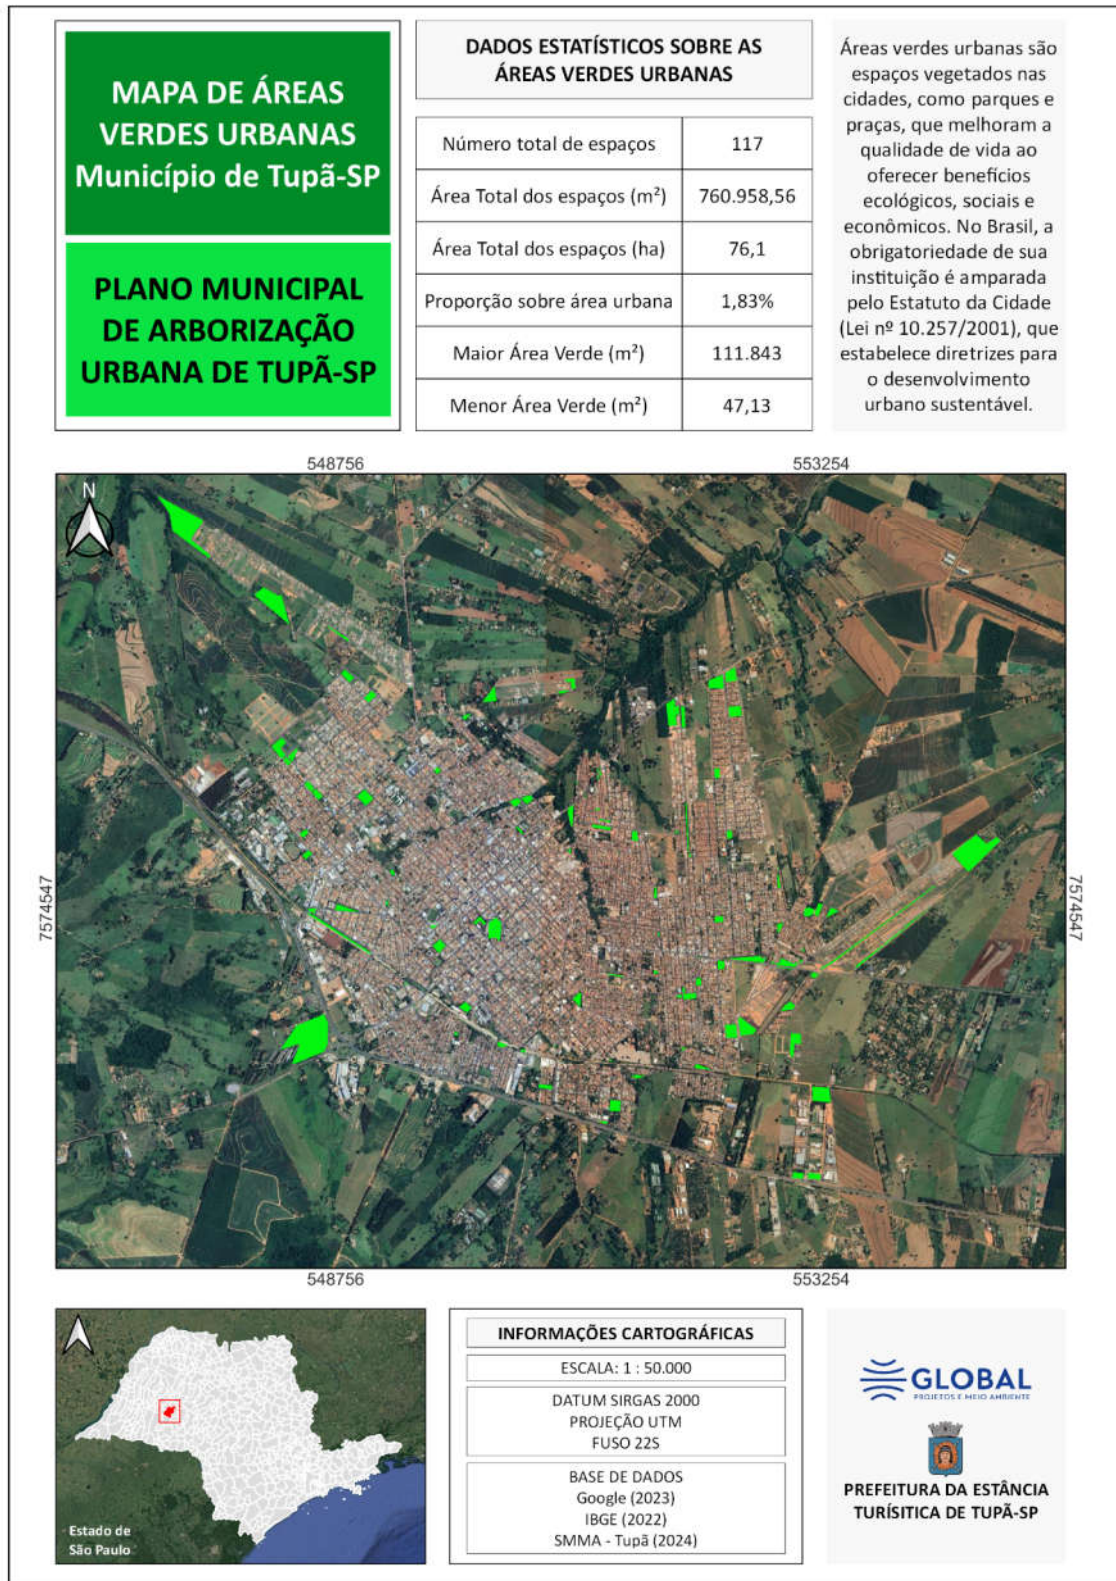 MAPA DE ÁREAS
VERDES URBANAS
Município de Tupã-SP
PLANO MUNICIPAL
DE ARBORIZAÇÃO
URBANA DE TUPÃ-SP
DADOS ESTATÍSTICOS SOBRE AS
ÁREAS VERDES URBANAS
Número total de espaços 117
Área Total dos espaços (m²) 760.958,56
Área Total dos espaços (ha) 76,1
Proporção sobre área urbana 1,83%
Maior Área Verde (m²) 111.843
Menor Área Verde (m²) 47,13
Áreas verdes urbanas são
espaços vegetados nas
cidades, como parques e
praças, que melhoram a
qualidade de vida ao
oferecer benefícios
ecológicos, sociais e
econômicos. No Brasil, a
obrigatoriedade de sua
instituição é amparada
pelo Estatuto da Cidade
(Lei nº 10.257/2001), que
estabelece diretrizes para
o desenvolvimento
urbano sustentável.
548756 553254
N
7574547 7574547
548756 553254
Estado de
São Paulo
INFORMAÇÕES CARTOGRÁFICAS
ESCALA: 1 : 50.000
DATUM SIRGAS 2000
PROJEÇÃO UTM
FUSO 22S
BASE DE DADOS
Google (2023)
IBGE (2022)
SMMA - Tupã (2024)
GLOBAL
PROJETOS E MEIO AMBIENTE
PREFEITURA DA ESTÂNCIA
TURÍSITICA DE TUPÃ-SP